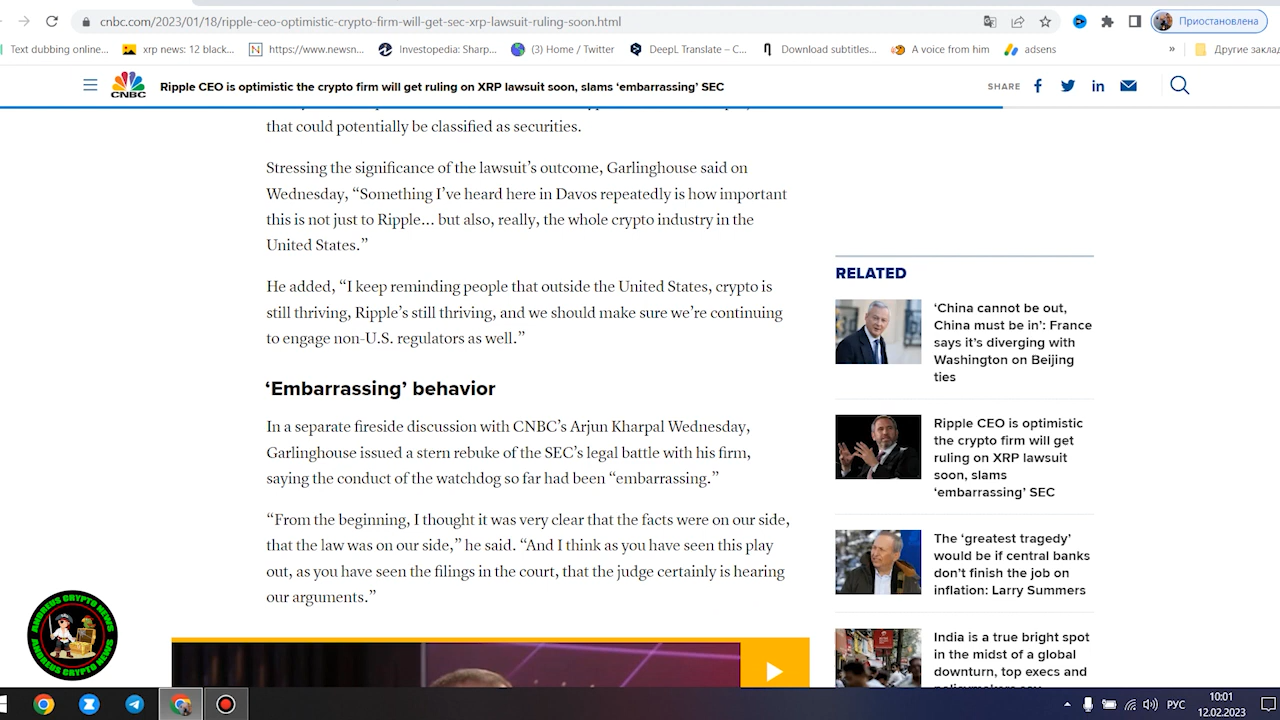 cnbc.com/2023/01/18/ripple-ceo-optimistic-crypto-firm-will-get-sec-xrp-lawsuit-ruling-soon.html
Приостановлена
Text dubbing online...
xrp news: 12 black...
https://www.newsn...
Investopedia: Sharp...
(3) Home / Twitter
DeepL Translate – C...
Download subtitles...
A voice from him
adsens
»
Другие закла
CNBC
Ripple CEO is optimistic the crypto firm will get ruling on XRP lawsuit soon, slams ‘embarrassing’ SEC
SHARE
that could potentially be classified as securities.
Stressing the significance of the lawsuit’s outcome, Garlinghouse said on
Wednesday, “Something I’ve heard here in Davos repeatedly is how important
this is not just to Ripple… but also, really, the whole crypto industry in the
United States.”
He added, “I keep reminding people that outside the United States, crypto is
still thriving, Ripple’s still thriving, and we should make sure we’re continuing
to engage non-U.S. regulators as well.”
‘Embarrassing’ behavior
In a separate fireside discussion with CNBC’s Arjun Kharpal Wednesday,
Garlinghouse issued a stern rebuke of the SEC’s legal battle with his firm,
saying the conduct of the watchdog so far had been “embarrassing.”
“From the beginning, I thought it was very clear that the facts were on our side,
that the law was on our side,” he said. “And I think as you have seen this play
out, as you have seen the filings in the court, that the judge certainly is hearing
our arguments.”
RELATED
‘China cannot be out,
China must be in’: France
says it’s diverging with
Washington on Beijing
ties
Ripple CEO is optimistic
the crypto firm will get
ruling on XRP lawsuit
soon, slams
‘embarrassing’ SEC
The ‘greatest tragedy’
would be if central banks
don’t finish the job on
inflation: Larry Summers
India is a true bright spot
in the midst of a global
downturn, top execs and
ANDREUS CRYPTO NEWS
ANDREUS CRYPTO NEWS
РУС
10:01
12.02.2023